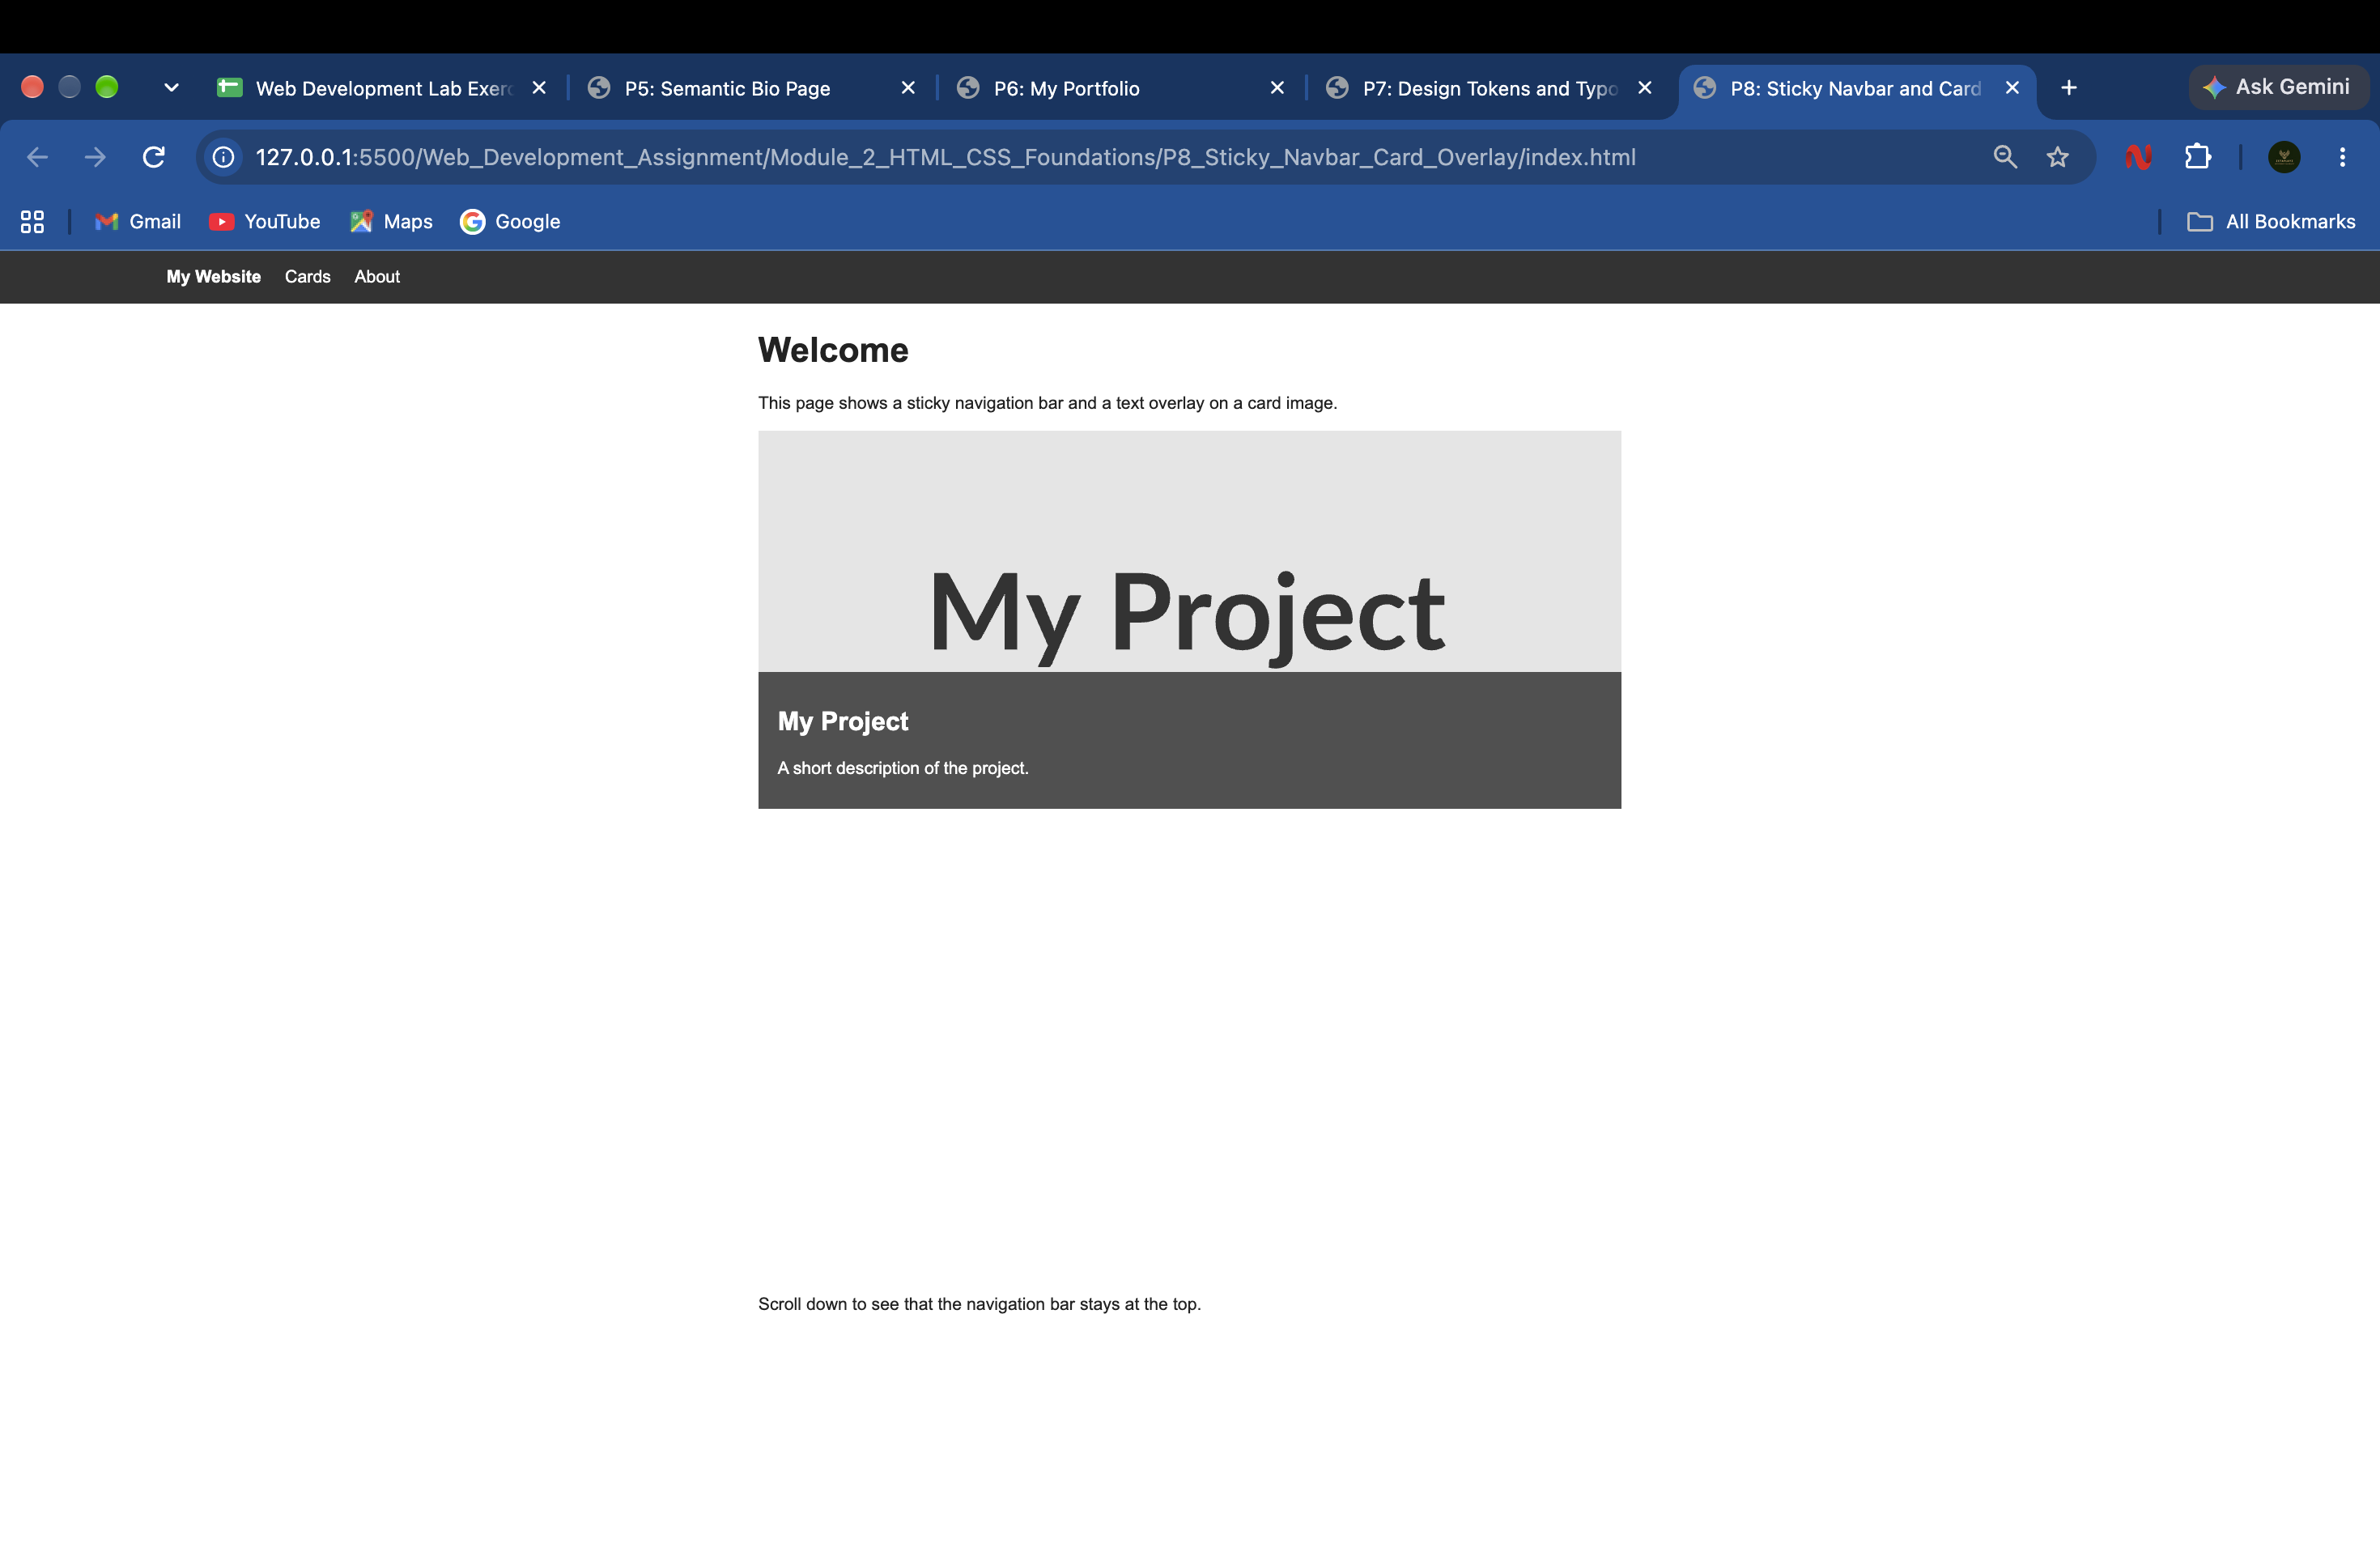 Web Development Lab Exerc
P5: Semantic Bio Page
P6: My Portfolio
P7: Design Tokens and Typo
P8: Sticky Navbar and Card
Ask Gemini
127.0.0.1:5500/Web_Development_Assignment/Module_2_HTML_CSS_Foundations/P8_Sticky_Navbar_Card_Overlay/index.html
Gmail YouTube Maps Google All Bookmarks
My Website Cards About
Welcome
This page shows a sticky navigation bar and a text overlay on a card image.
My Project
My Project
A short description of the project.
Scroll down to see that the navigation bar stays at the top.